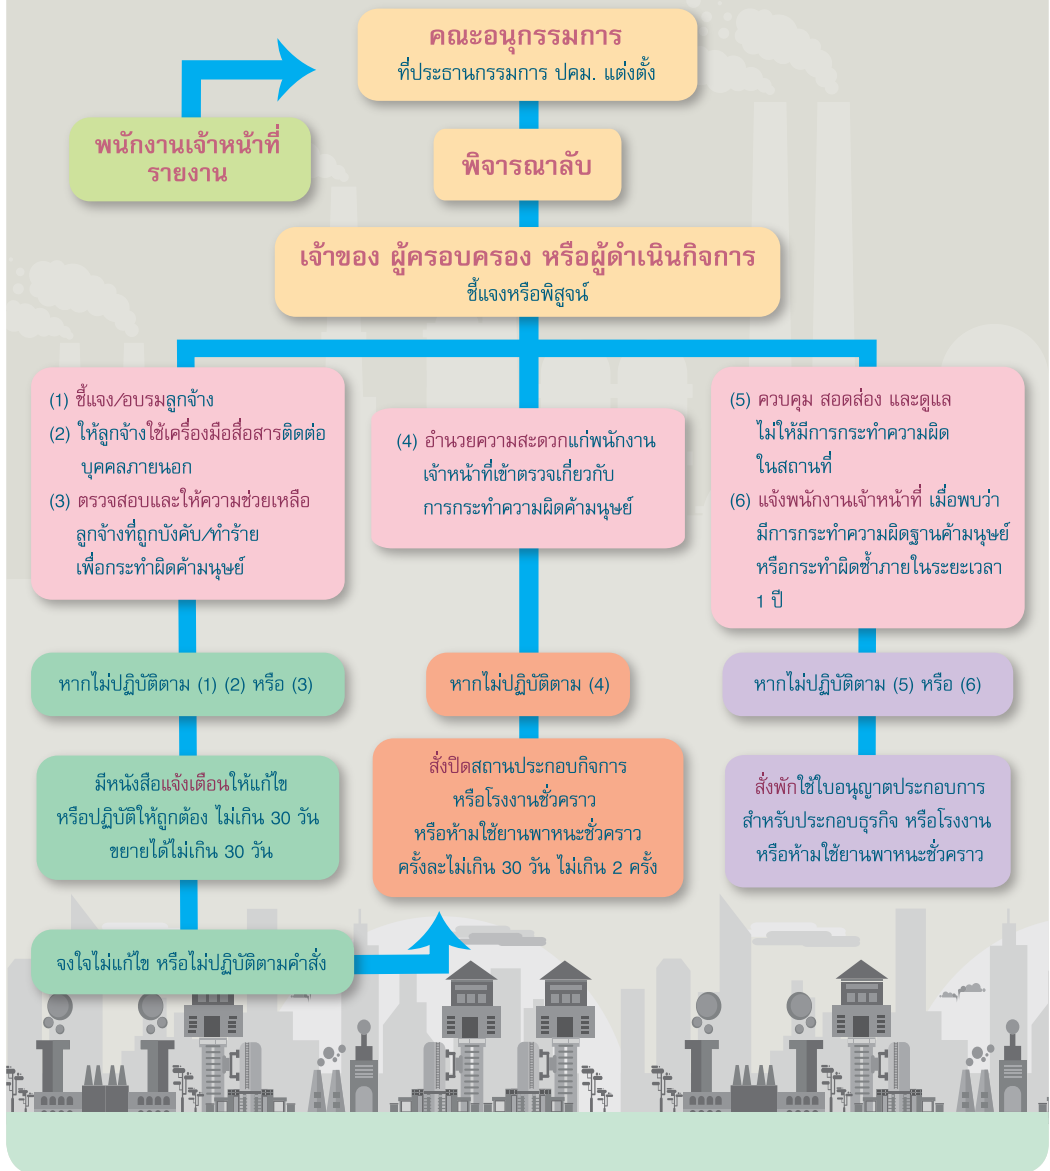 คณะอนุกรรมการ
ที่ประธานกรรมการ ปคม. แต่งตั้ง
พนักงานเจ้าหน้าที่
รายงาน
พิจารณาลับ
เจ้าของ ผู้ครอบครอง หรือผู้ดำเนินกิจการ
ชี้แจงหรือพิสูจน์
(1) ชี้แจง/อบรมลูกจ้าง
(2) ให้ลูกจ้างใช้เครื่องมือสื่อสารติดต่อ
บุคคลภายนอก
(3) ตรวจสอบและให้ความช่วยเหลือ
ลูกจ้างที่ถูกบังคับ/ทำร้าย
เพื่อกระทำผิดค้ามนุษย์
(4) อำนวยความสะดวกแก่พนักงาน
เจ้าหน้าที่เข้าตรวจเกี่ยวกับ
การกระทำความผิดค้ามนุษย์
(5) ควบคุม สอดส่อง และดูแล
ไม่ให้มีการกระทำความผิด
ในสถานที่
(6) แจ้งพนักงานเจ้าหน้าที่ เมื่อพบว่า
มีการกระทำความผิดฐานค้ามนุษย์
หรือกระทำผิดซ้ำภายในระยะเวลา
1 ปี
หากไม่ปฏิบัติตาม (1) (2) หรือ (3)
หากไม่ปฏิบัติตาม (4)
หากไม่ปฏิบัติตาม (5) หรือ (6)
มีหนังสือแจ้งเตือนให้แก้ไข
หรือปฏิบัติให้ถูกต้อง ไม่เกิน 30 วัน
ขยายได้ไม่เกิน 30 วัน
สั่งปิดสถานประกอบกิจการ
หรือโรงงานชั่วคราว
หรือห้ามใช้ยานพาหนะชั่วคราว
ครั้งละไม่เกิน 30 วัน ไม่เกิน 2 ครั้ง
สั่งพักใช้ใบอนุญาตประกอบการ
สำหรับประกอบธุรกิจ หรือโรงงาน
หรือห้ามใช้ยานพาหนะชั่วคราว
จงใจไม่แก้ไข หรือไม่ปฏิบัติตามคำสั่ง